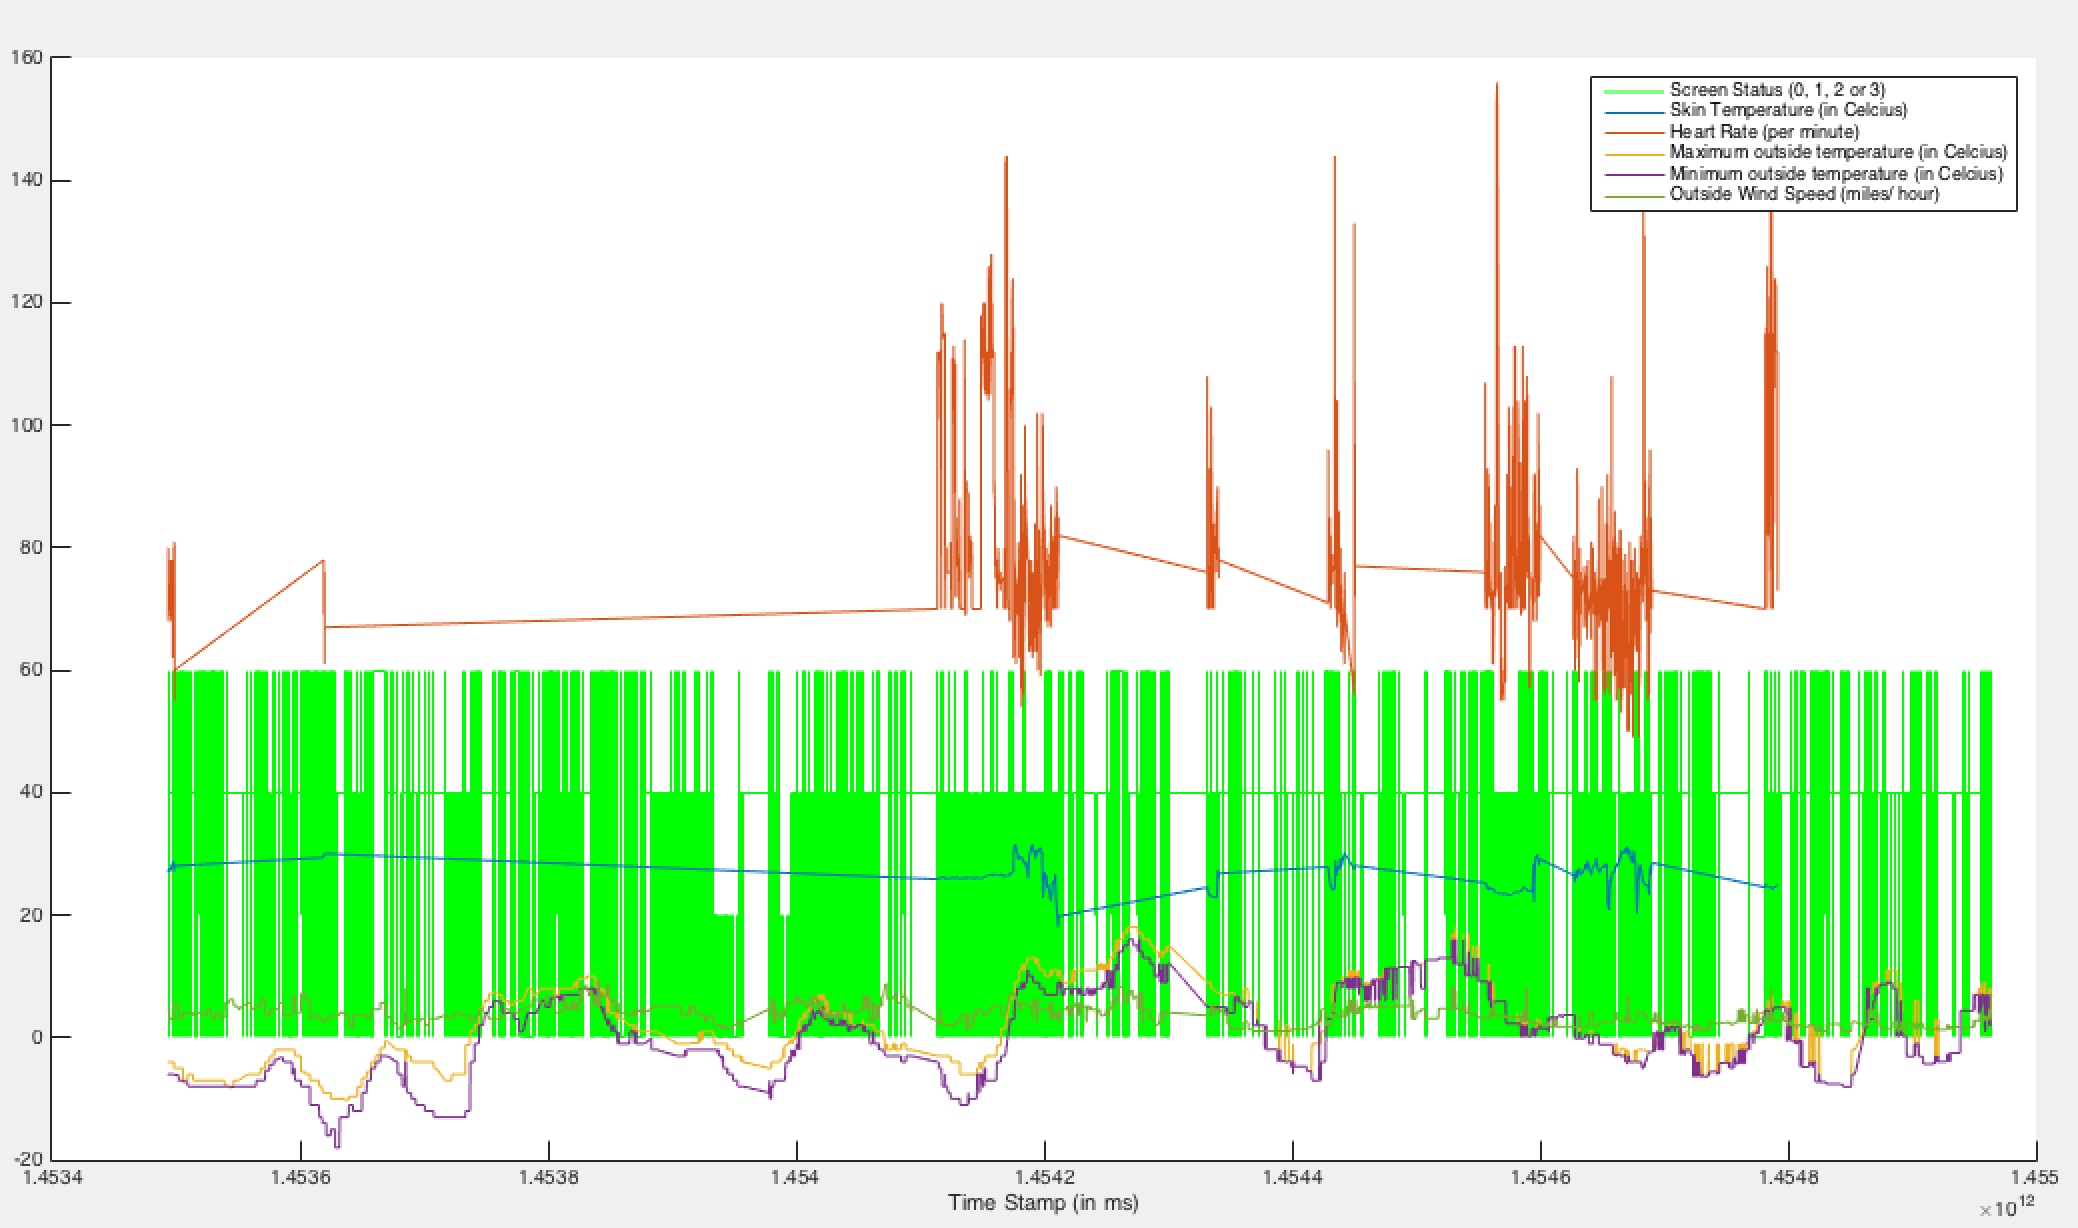 160
140
120
100
80
60
40
20
0
-20
Screen Status (0, 1, 2 or 3)
Skin Temperature (in Celcius)
Heart Rate (per minute)
Maximum outside temperature (in Celcius)
Minimum outside temperature (in Celcius)
Outside Wind Speed (miles/ hour)
1.4534 1.4536 1.4538 1.454 1.4542 1.4544 1.4546 1.4548 1.455
Time Stamp (in ms)
×10^12